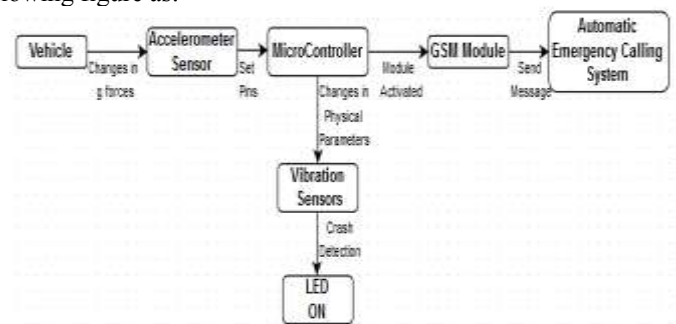 lowing figure as:
Vehicle
Changes in
g forces
Accelerometer
Sensor
Set
Pins
MicroController
Module
Activated
GSM Module
Send
Message
Automatic
Emergency Calling
System
Changes in
Physical
Parameters
Vibration
Sensors
Crash
Detection
LED
ON